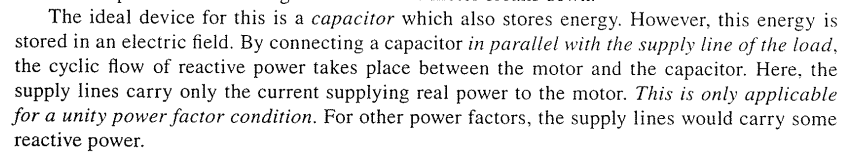 The ideal device for this is a capacitor which also stores energy. However, this energy is
stored in an electric field. By connecting a capacitor in parallel with the supply line of the load,
the cyclic flow of reactive power takes place between the motor and the capacitor. Here, the
supply lines carry only the current supplying real power to the motor. This is only applicable
for a unity power factor condition. For other power factors, the supply lines would carry some
reactive power.